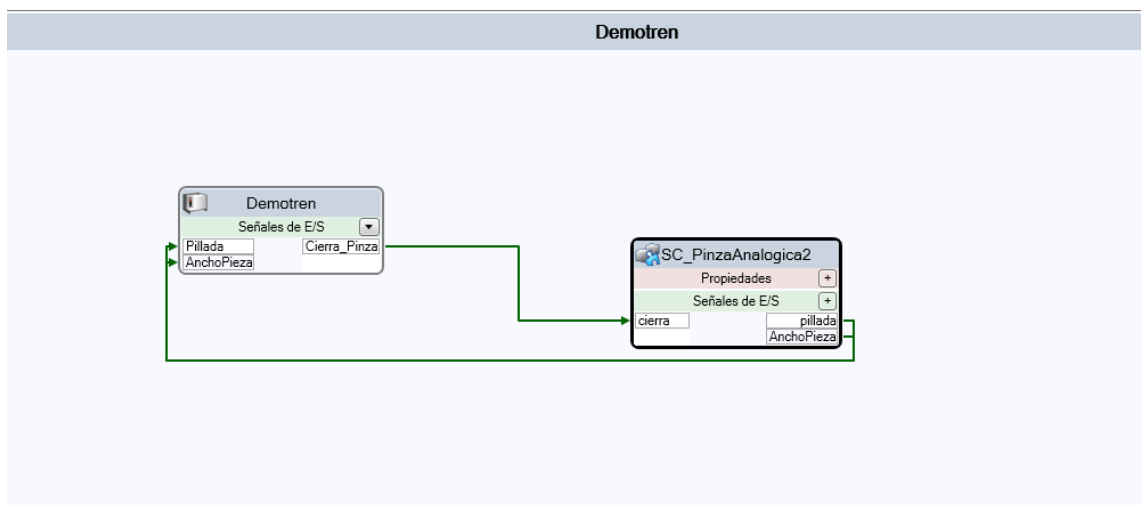 Demotren
Demotren
Señales de E/S
Pillada Cierra_Pinza
AnchoPieza
SC_PinzaAnalogica2
Propiedades +
Señales de E/S +
cierra pillada
AnchoPieza